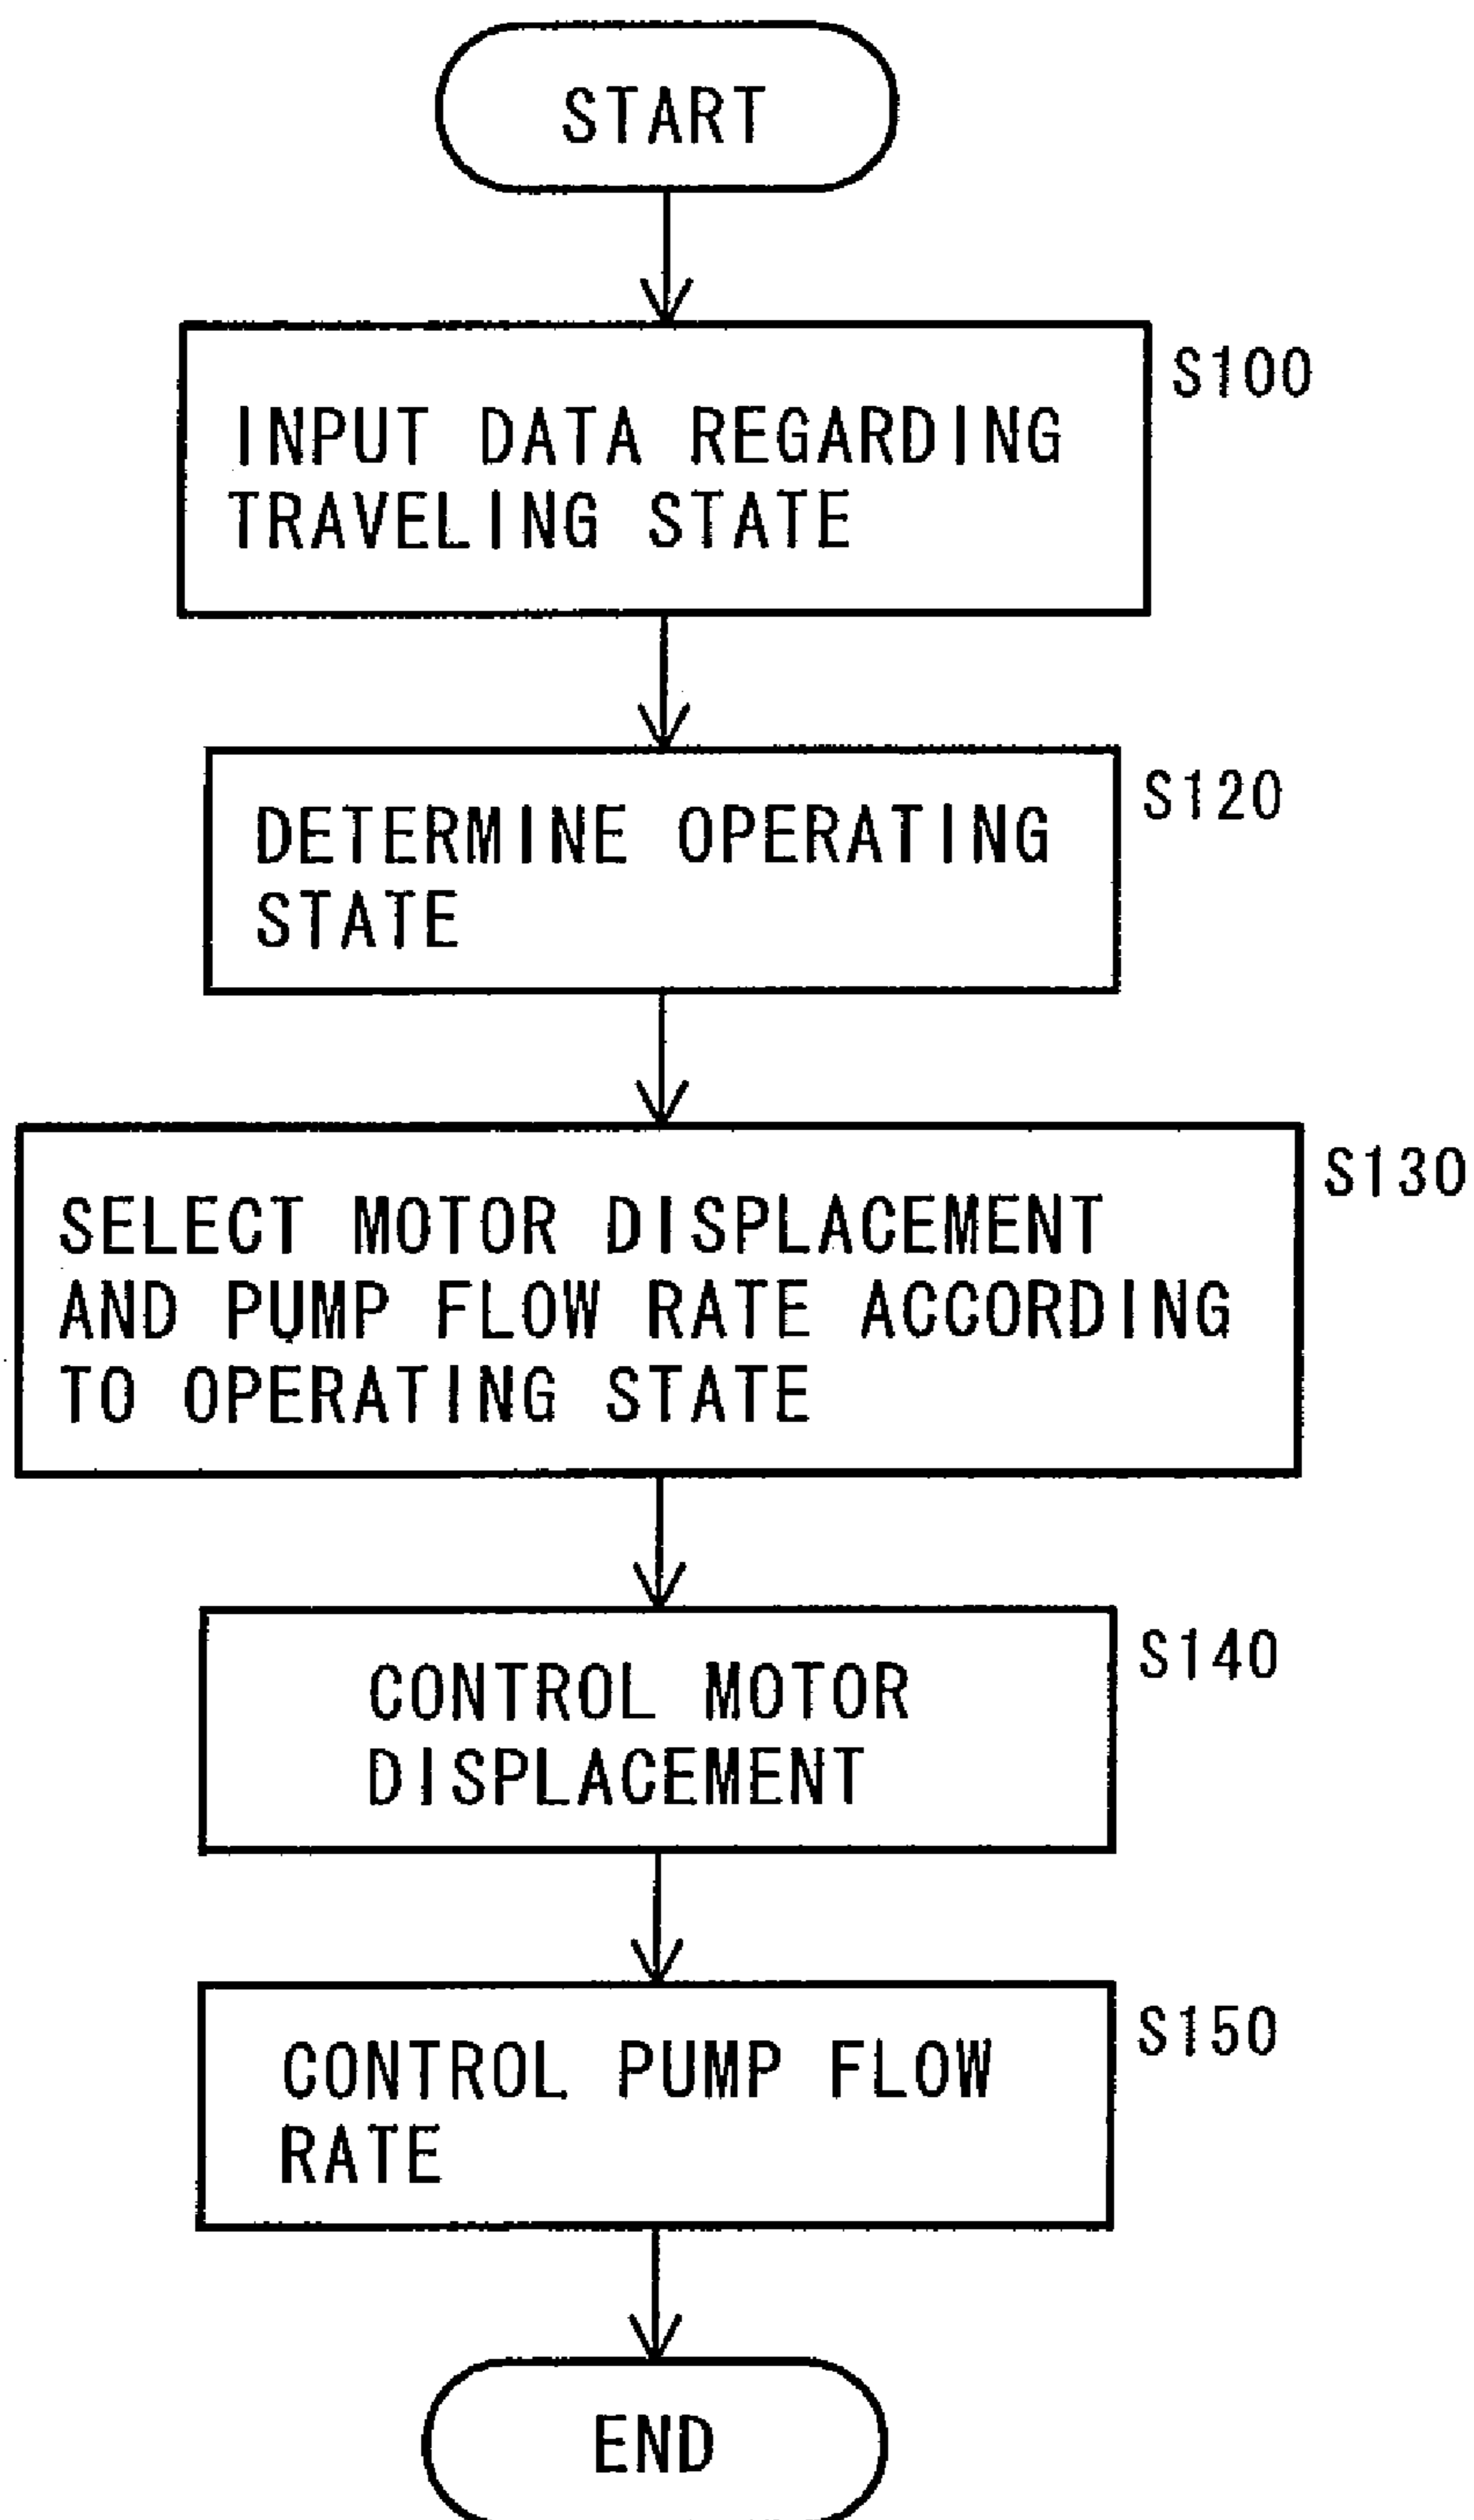 START
S100
INPUT DATA REGARDING
TRAVELING STATE
S120
DETERMINE OPERATING
STATE
S130
SELECT MOTOR DISPLACEMENT
AND PUMP FLOW RATE ACCORDING
TO OPERATING STATE
S140
CONTROL MOTOR
DISPLACEMENT
S150
CONTROL PUMP FLOW
RATE
END